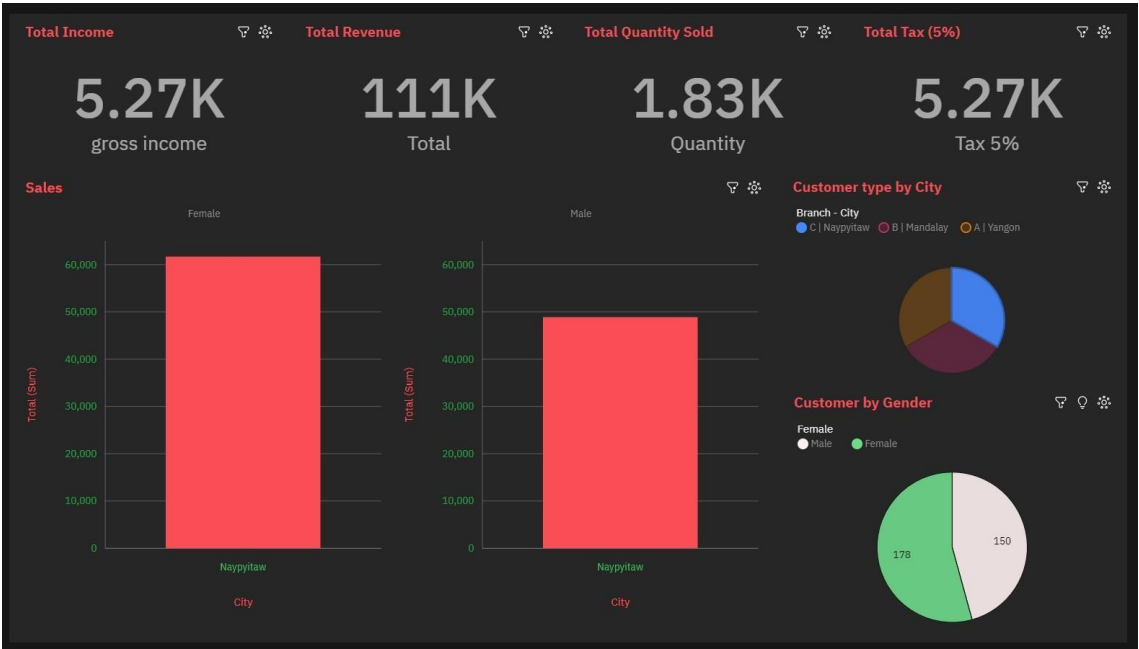 Total Income
Total Revenue
Total Quantity Sold
Total Tax (5%)
5.27K
gross income
111K
Total
1.83K
Quantity
5.27K
Tax 5%
Sales
Female
Total (Sum)
60,000
50,000
40,000
30,000
20,000
10,000
0
Naypyitaw
City
Male
Total (Sum)
60,000
50,000
40,000
30,000
20,000
10,000
0
Naypyitaw
City
Customer type by City
Branch - City
C | Naypyitaw B | Mandalay A | Yangon
Customer by Gender
Female
Male Female
178
150